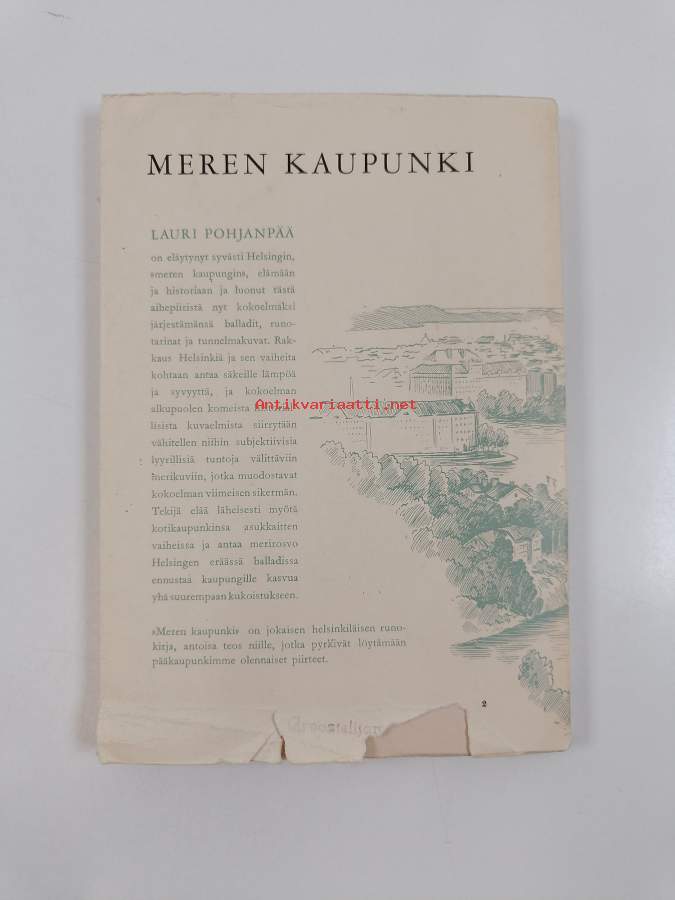 MEREN KAUPUNKI
LAURI POHJANPÄÄ
on eläytynyt syvästi Helsingin,
»meren kaupungin», elämään
ja historiaan ja luonut tästä
aihepiiristä nyt kokoelmaksi
järjestämänsä balladit, runo-
tarinat ja tunnelmakuvat. Rak-
kaus Helsinkiä ja sen vaiheita
kohtaan antaa säkeille lämpöä
ja syvyyttä, ja kokoelman
alkupuolen komeista
Antikvariaatti.net
lisista kuvaelmista siirrytään
vähitellen niihin subjektiivisia
lyyrillisiä tuntoja välittäviin
merikuviin, jotka muodostavat
kokoelman viimeisen sikermän.
Tekijä elää läheisesti myötä
kotikaupunkinsa asukkaitten
vaiheissa ja antaa merirosvo
Helsingen eräässä balladissa
ennustaa kaupungille kasvua
yhä suurempaan kukoistukseen.
»Meren kaupunki» on jokaisen helsinkiläisen runo-
kirja, antoisa teos niille, jotka pyrkivät löytämään
pääkaupunkimme olennaiset piirteet.
2